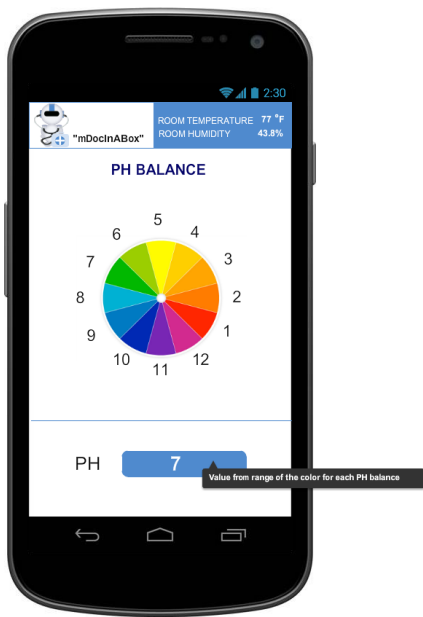 2:30
"mDocInABox"
ROOM TEMPERATURE 77 °F
ROOM HUMIDITY 43.8%
PH BALANCE
5
6
4
7
3
8
2
9
1
10
12
11
PH 7
Value from range of the color for each PH balance